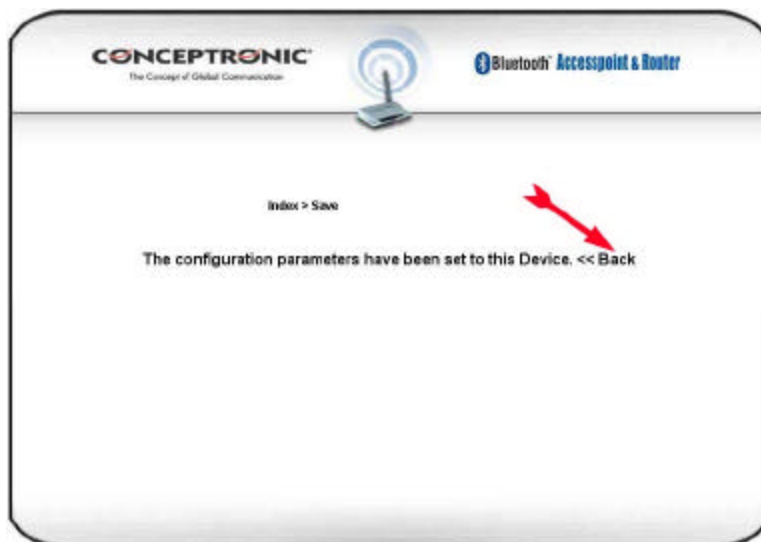 CONCEPTRONIC
The Concept of Global Communication
Bluetooth™ Accesspoint & Router
Index > Save
The configuration parameters have been set to this Device. << Back